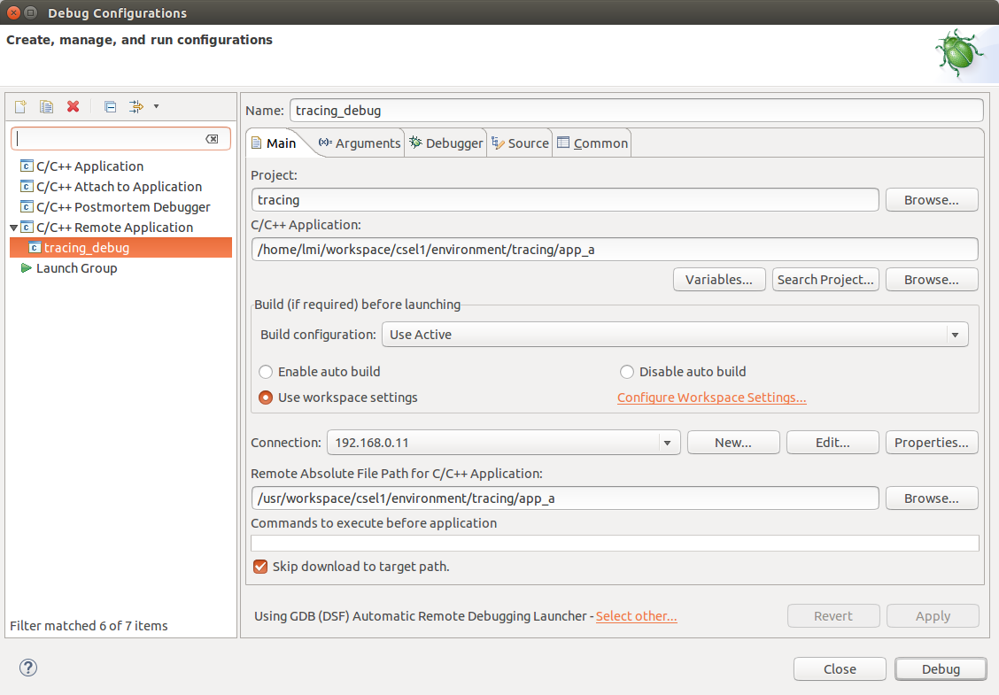 Debug Configurations
Create, manage, and run configurations
Name: tracing_debug
Main (x)= Arguments Debugger Source Common
C/C++ Application
C/C++ Attach to Application
C/C++ Postmortem Debugger
C/C++ Remote Application
tracing_debug
Launch Group
Filter matched 6 of 7 items
Project:
tracing Browse...
C/C++ Application:
/home/lmi/workspace/csel1/environment/tracing/app_a
Variables... Search Project... Browse...
Build (if required) before launching
Build configuration: Use Active
Enable auto build Disable auto build
Use workspace settings Configure Workspace Settings...
Connection: 192.168.0.11 New... Edit... Properties...
Remote Absolute File Path for C/C++ Application:
/usr/workspace/csel1/environment/tracing/app_a Browse...
Commands to execute before application
Skip download to target path.
Using GDB (DSF) Automatic Remote Debugging Launcher - Select other... Revert Apply
? Close Debug